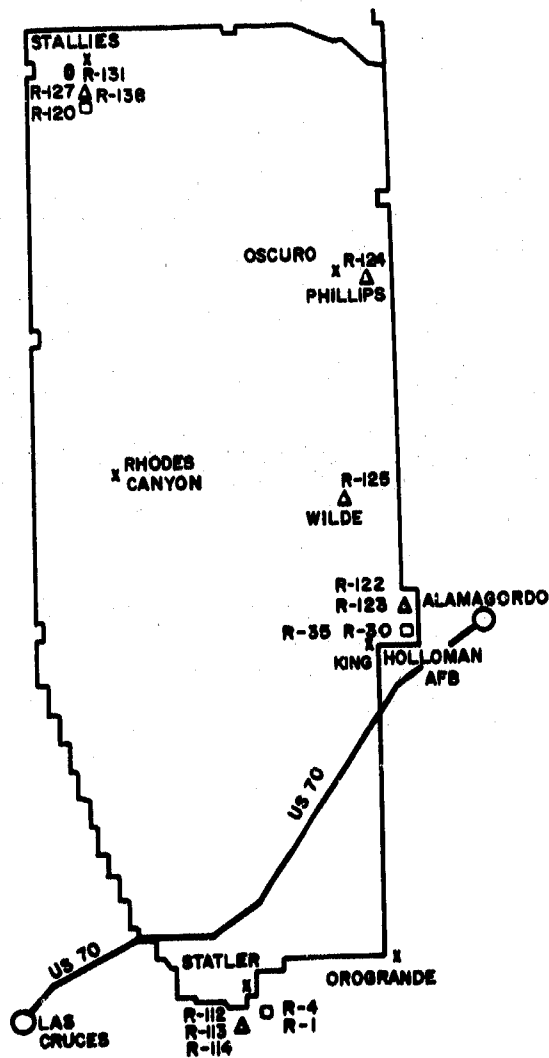 STALLIES
R-131
R-127 R-138
R-120
OSCURO R-124
PHILLIPS
RHODES
CANYON
R-125
WILDE
R-122
R-123 ALAMAGORDO
R-35 R-30
KING HOLLOMAN
AFB
US 70
US 70
STATLER
OROGRANDE
LAS
CRUCES
R-112 R-4
R-113 R-1
R-114